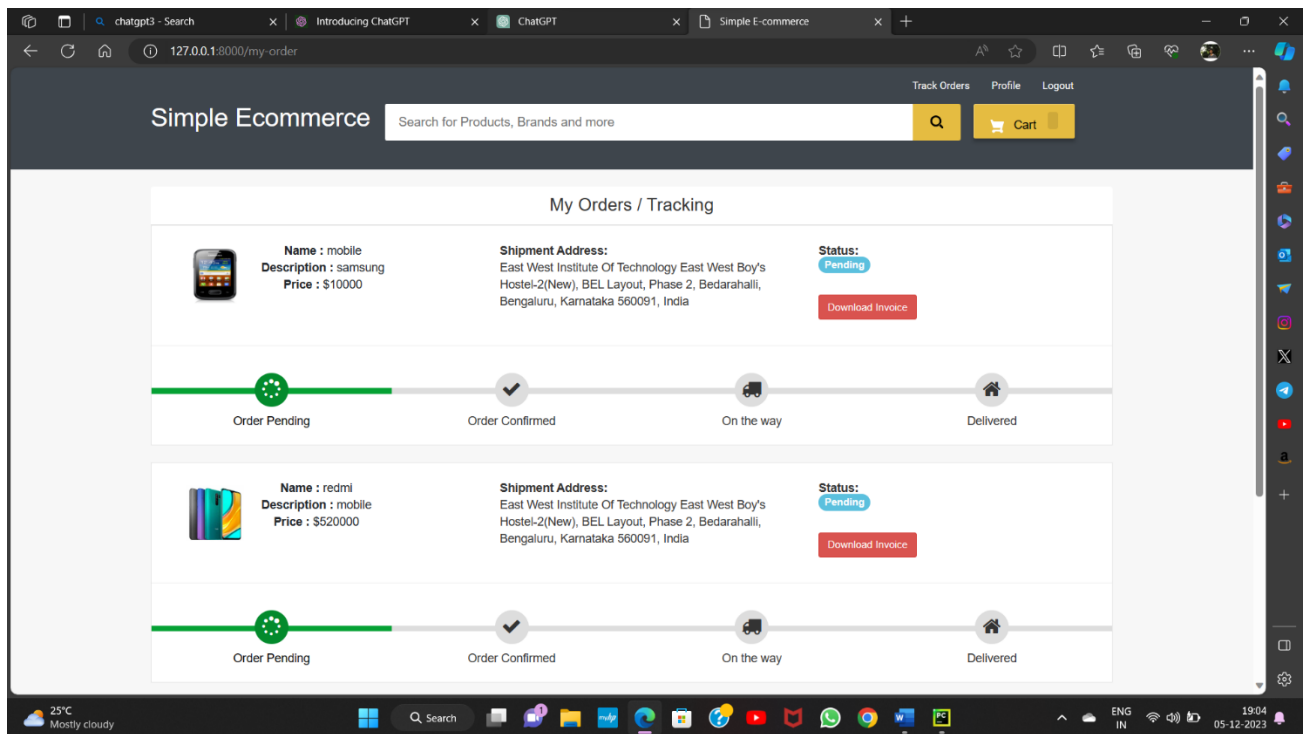 chatgpt3 - Search
Introducing ChatGPT
ChatGPT
Simple E-commerce
127.0.0.1:8000/my-order
Track Orders Profile Logout
Simple Ecommerce
Search for Products, Brands and more
Cart
My Orders / Tracking
Name : mobile
Description : samsung
Price : $10000
Shipment Address:
East West Institute Of Technology East West Boy's
Hostel-2(New), BEL Layout, Phase 2, Bedarahalli,
Bengaluru, Karnataka 560091, India
Status:
Pending
Download Invoice
Order Pending
Order Confirmed
On the way
Delivered
Name : redmi
Description : mobile
Price : $520000
Shipment Address:
East West Institute Of Technology East West Boy's
Hostel-2(New), BEL Layout, Phase 2, Bedarahalli,
Bengaluru, Karnataka 560091, India
Status:
Pending
Download Invoice
Order Pending
Order Confirmed
On the way
Delivered
25°C
Mostly cloudy
Search
ENG
IN
19:04
05-12-2023